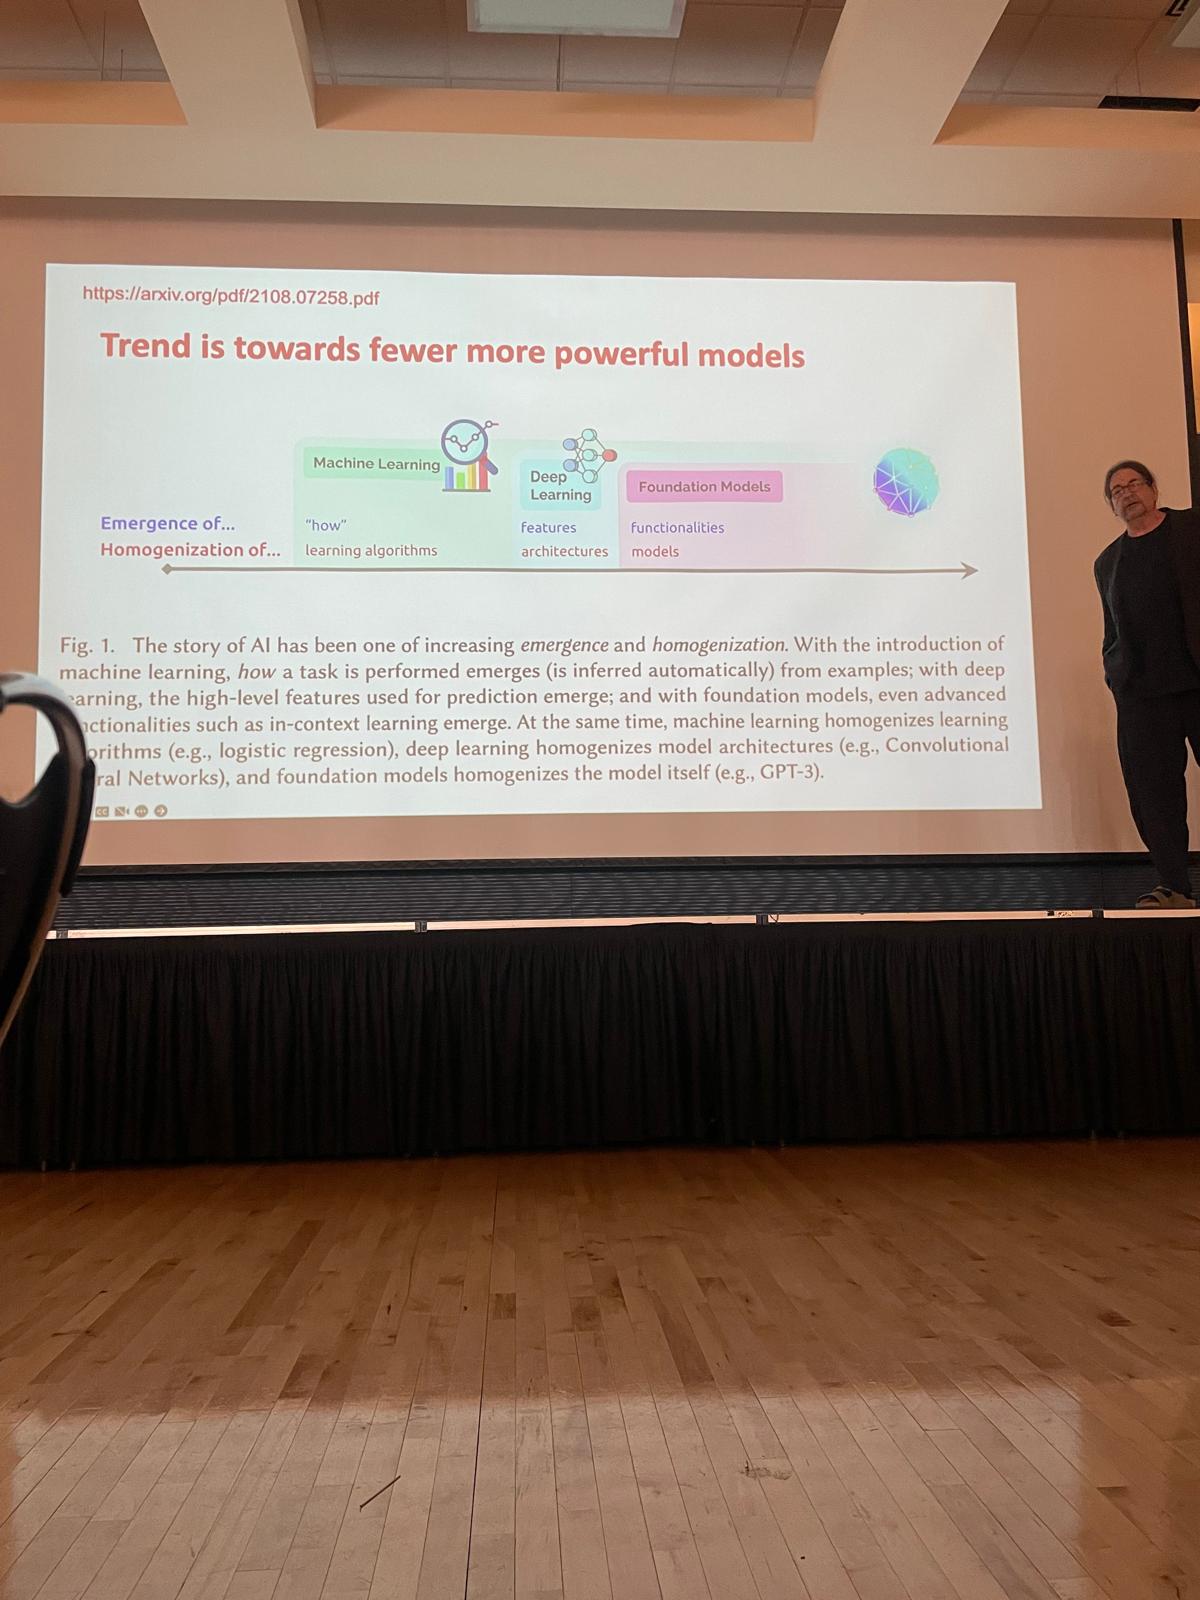 https://arxiv.org/pdf/2108.07258.pdf
Trend is towards fewer more powerful models
Machine Learning
Deep
Learning
Foundation Models
Emergence of... "how" features functionalities
Homogenization of... learning algorithms architectures models
Fig. 1. The story of AI has been one of increasing emergence and homogenization. With the introduction of
machine learning, how a task is performed emerges (is inferred automatically) from examples; with deep
earning, the high-level features used for prediction emerge; and with foundation models, even advanced
nctionalities such as in-context learning emerge. At the same time, machine learning homogenizes learning
orithms (e.g., logistic regression), deep learning homogenizes model architectures (e.g., Convolutional
ral Networks), and foundation models homogenizes the model itself (e.g., GPT-3).
CC